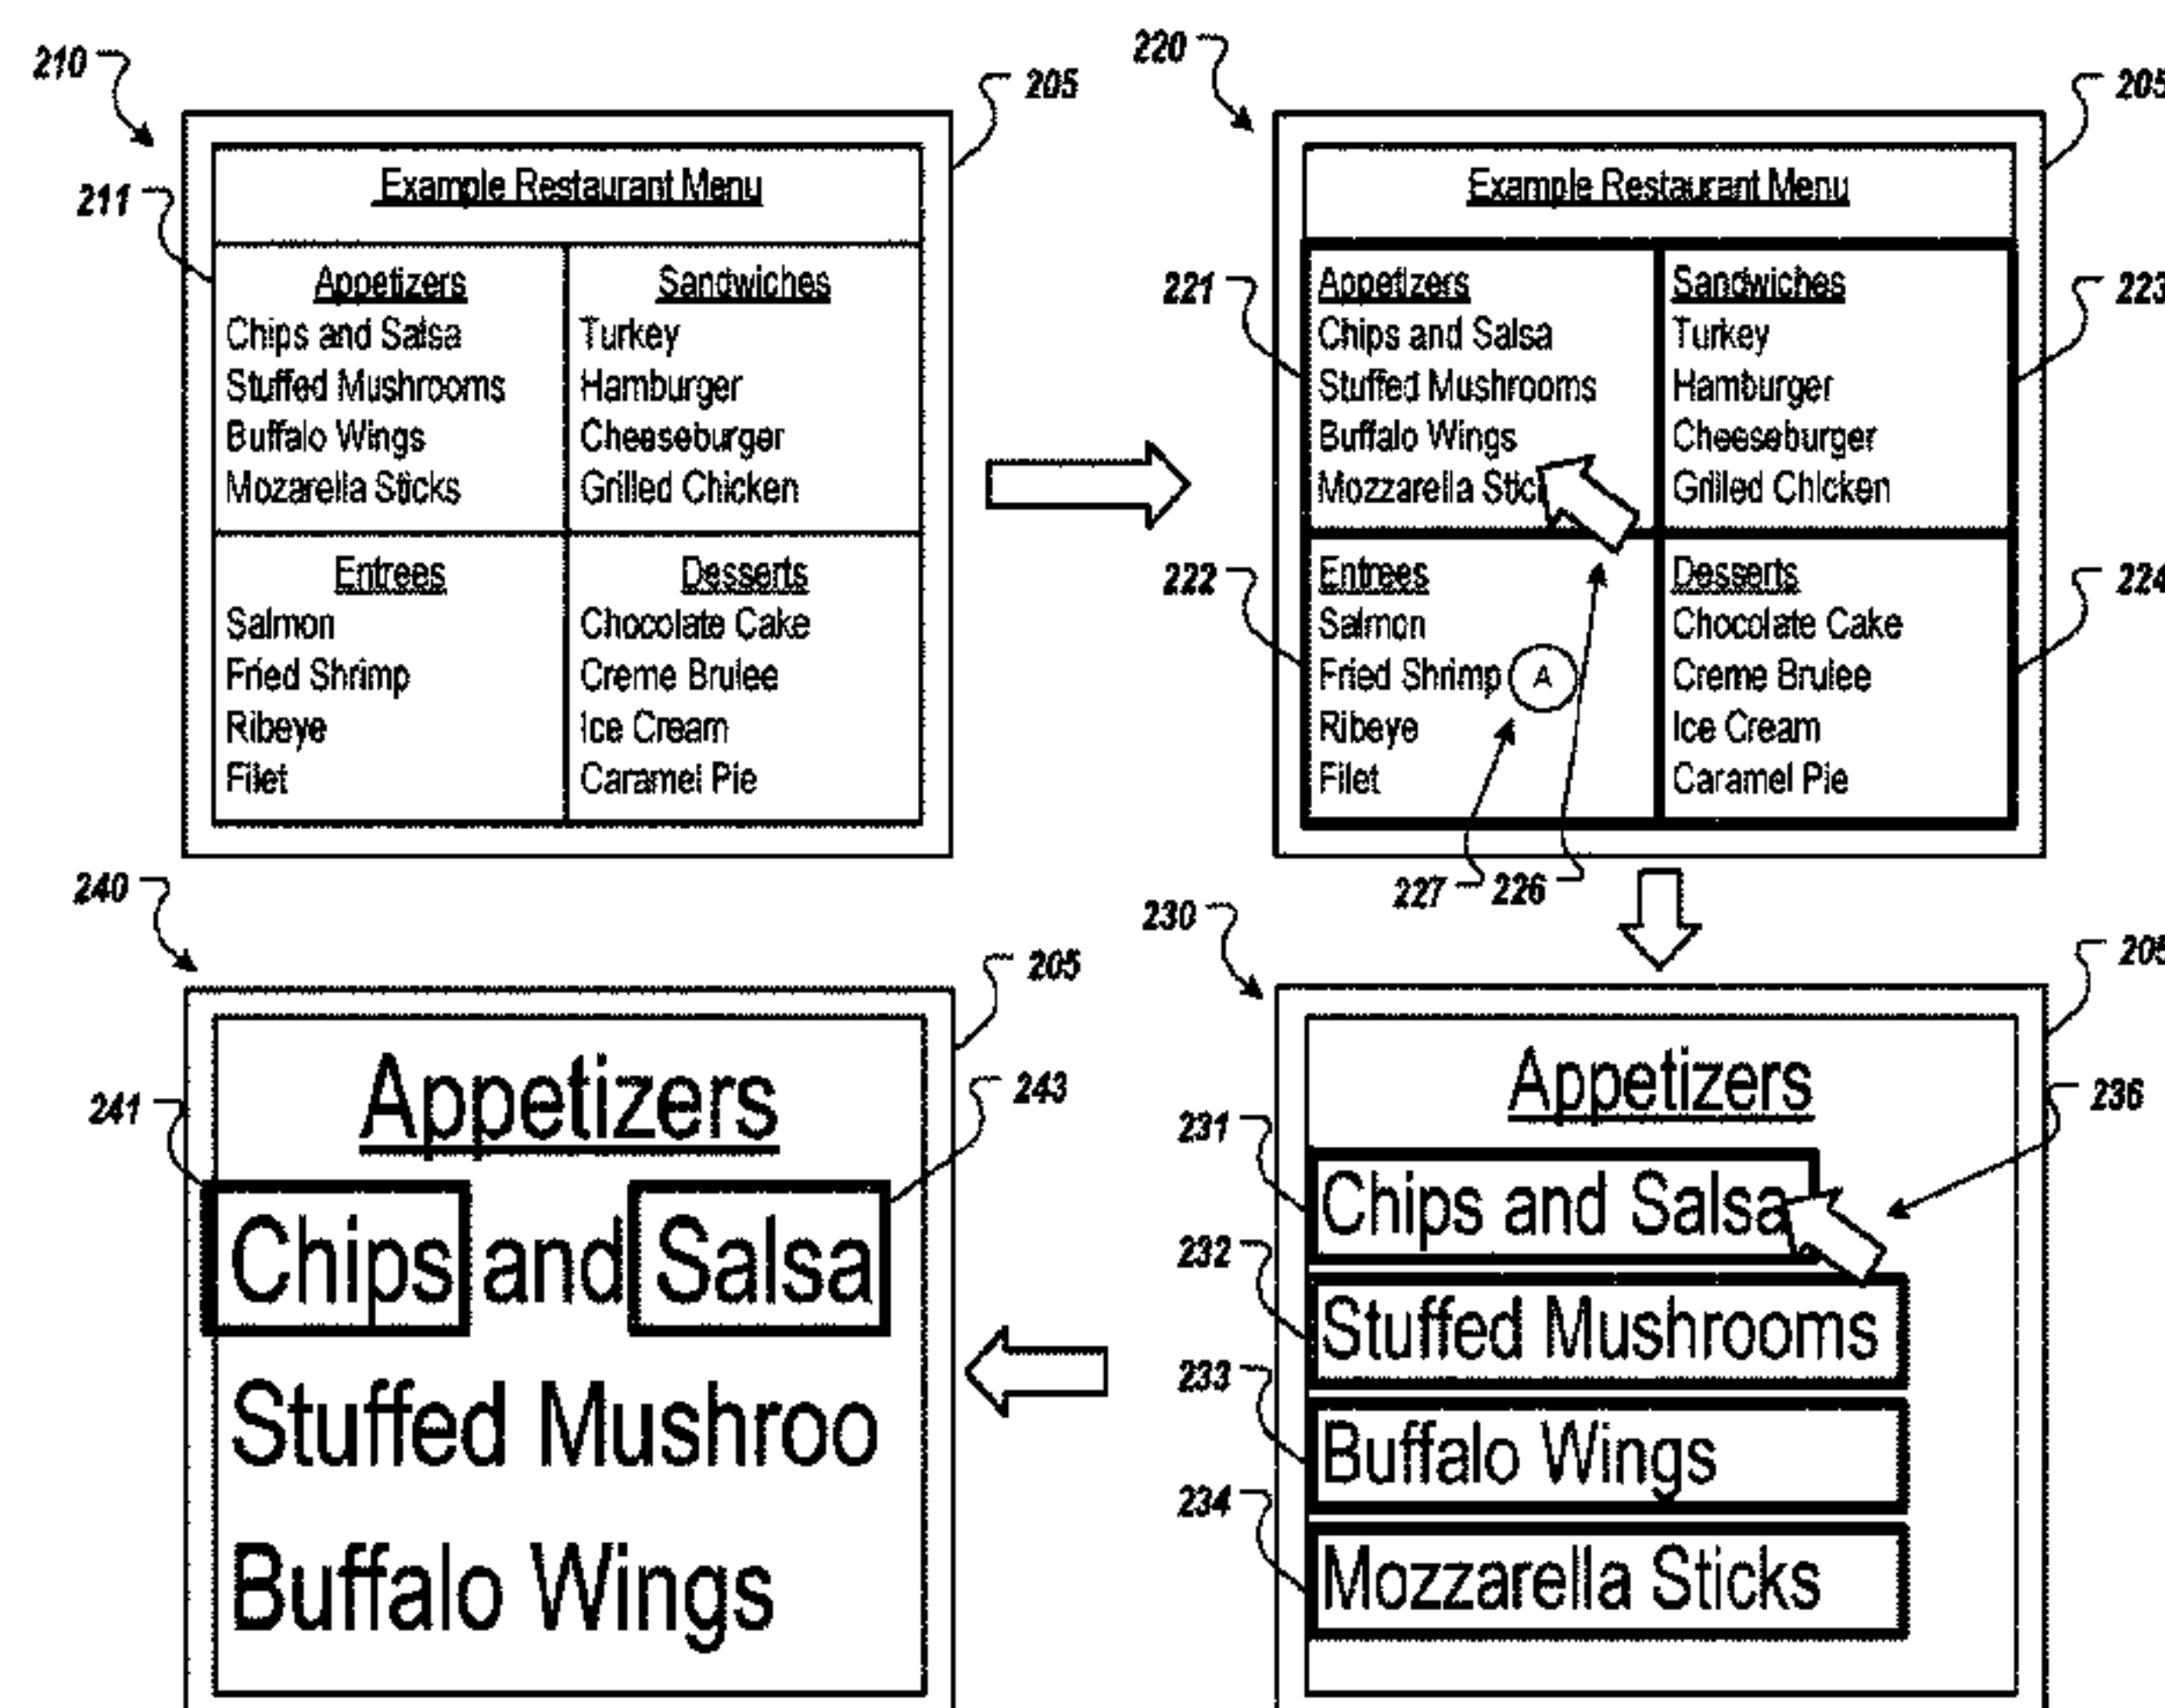 210
205
211
Example Restaurant Menu
Appetizers
Chips and Salsa
Stuffed Mushrooms
Buffalo Wings
Mozarella Sticks
Sandwiches
Turkey
Hamburger
Cheeseburger
Grilled Chicken
Entrees
Salmon
Fried Shrimp
Ribeye
Filet
Desserts
Chocolate Cake
Creme Brulee
Ice Cream
Caramel Pie
220
205
Example Restaurant Menu
221
Appetizers
Chips and Salsa
Stuffed Mushrooms
Buffalo Wings
Mozzarella Stic
223
Sandwiches
Turkey
Hamburger
Cheeseburger
Grilled Chicken
222
Entrees
Salmon
Fried Shrimp
A
Ribeye
Filet
224
Desserts
Chocolate Cake
Creme Brulee
Ice Cream
Caramel Pie
227
226
240
205
241
243
Appetizers
Chips and Salsa
Stuffed Mushroo
Buffalo Wings
230
205
236
Appetizers
231
Chips and Salsa
232
Stuffed Mushrooms
233
Buffalo Wings
234
Mozzarella Sticks